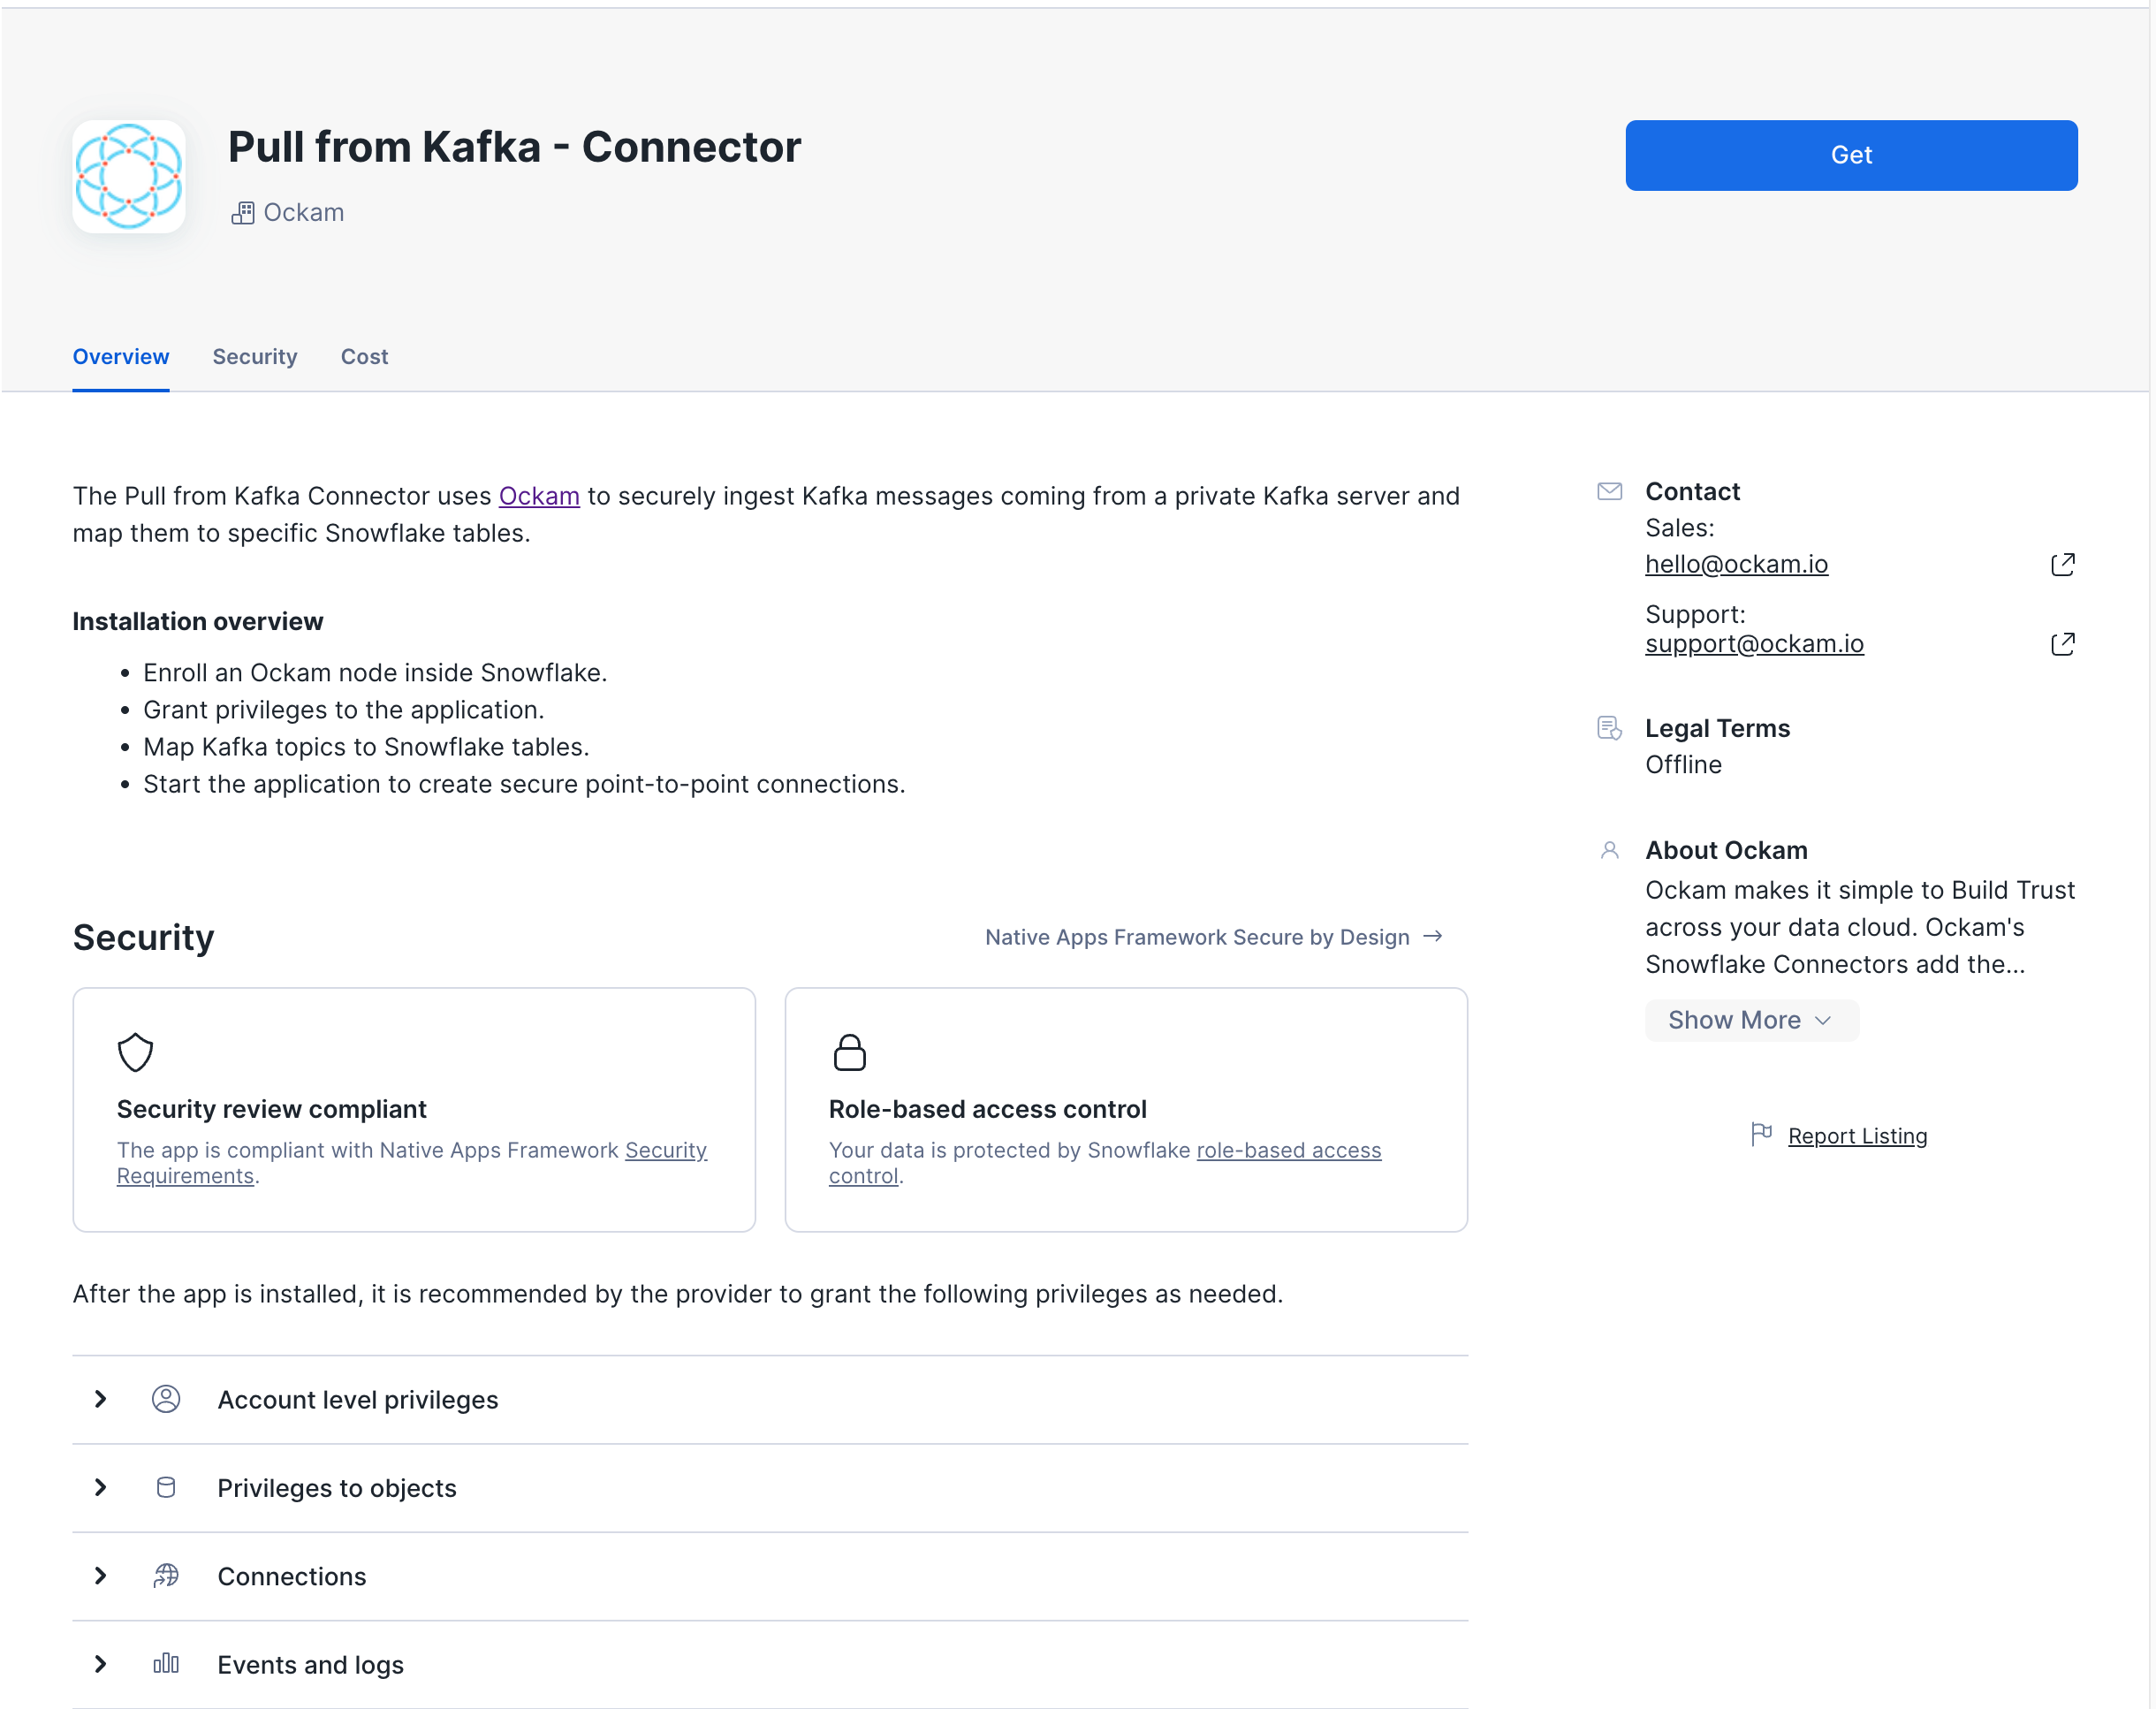 Pull from Kafka - Connector
Ockam
Get
Overview
Security
Cost
The Pull from Kafka Connector uses Ockam to securely ingest Kafka messages coming from a private Kafka server and
map them to specific Snowflake tables.
Installation overview
• Enroll an Ockam node inside Snowflake.
• Grant privileges to the application.
• Map Kafka topics to Snowflake tables.
• Start the application to create secure point-to-point connections.
Security
Native Apps Framework Secure by Design →
Security review compliant
The app is compliant with Native Apps Framework Security
Requirements.
Role-based access control
Your data is protected by Snowflake role-based access
control.
After the app is installed, it is recommended by the provider to grant the following privileges as needed.
Account level privileges
Privileges to objects
Connections
Events and logs
Contact
Sales:
hello@ockam.io
Support:
support@ockam.io
Legal Terms
Offline
About Ockam
Ockam makes it simple to Build Trust
across your data cloud. Ockam's
Snowflake Connectors add the...
Show More
Report Listing